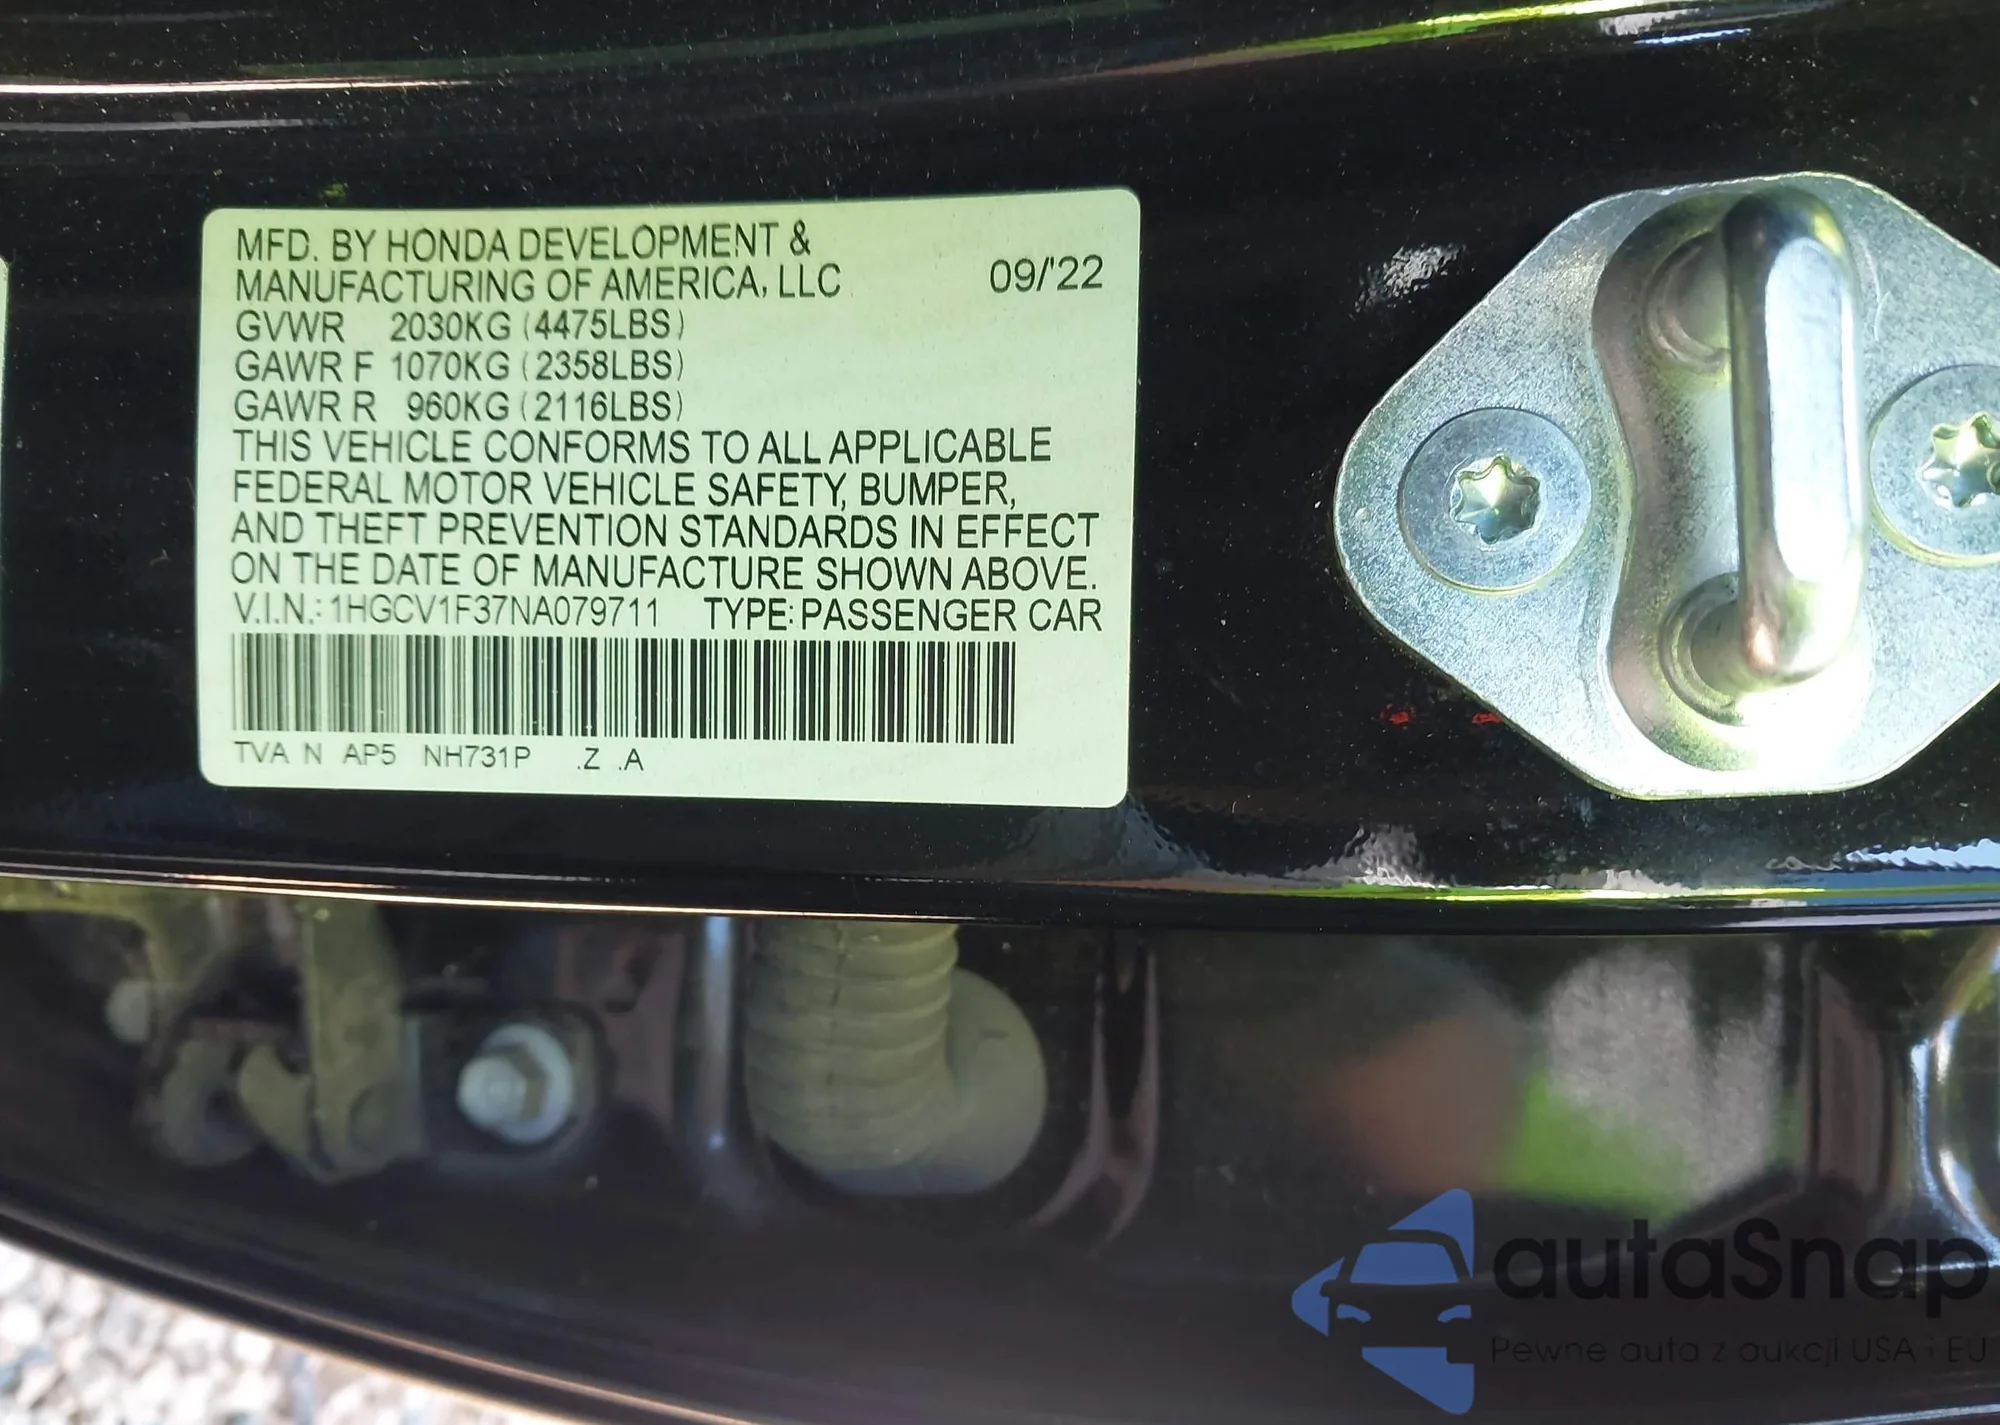 MFD. BY HONDA DEVELOPMENT &
MANUFACTURING OF AMERICA, LLC 09/'22
GVWR 2030KG (4475LBS)
GAWR F 1070KG (2358LBS)
GAWR R 960KG (2116LBS)
THIS VEHICLE CONFORMS TO ALL APPLICABLE
FEDERAL MOTOR VEHICLE SAFETY, BUMPER,
AND THEFT PREVENTION STANDARDS IN EFFECT
ON THE DATE OF MANUFACTURE SHOWN ABOVE.
V.I.N.: 1HGCV1F37NA079711 TYPE: PASSENGER CAR
TVA N AP5 NH731P .Z .A
autaSnap
Pewne auta z aukcji USA i EU